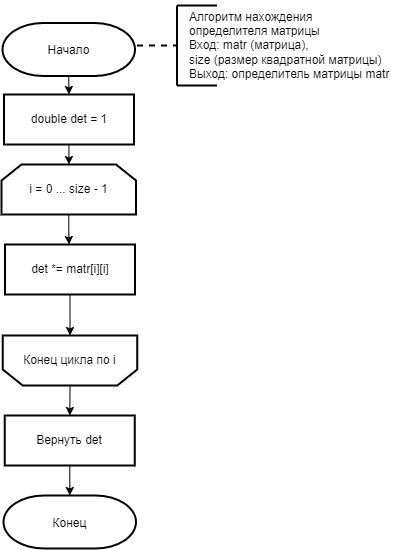 Начало
Алгоритм нахождения
определителя матрицы
Вход: matr (матрица),
size (размер квадратной матрицы)
Выход: определитель матрицы matr
double det = 1
i = 0 ... size - 1
det *= matr[i][i]
Конец цикла по i
Вернуть det
Конец